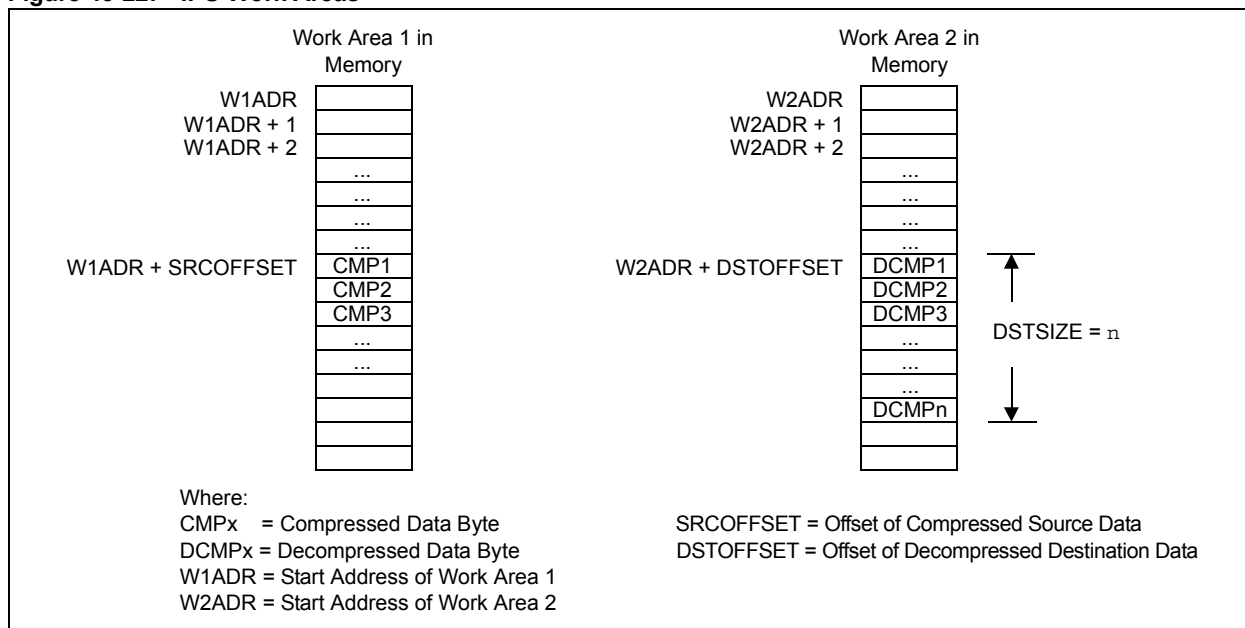 Work Area 1 in
Memory
W1ADR
W1ADR + 1
W1ADR + 2
...
...
...
...
W1ADR + SRCOFFSET
CMP1
CMP2
CMP3
...
...
Work Area 2 in
Memory
W2ADR
W2ADR + 1
W2ADR + 2
...
...
...
...
W2ADR + DSTOFFSET
DCMP1
DCMP2
DCMP3
...
...
...
DCMPn
DSTSIZE = n
Where:
CMPx = Compressed Data Byte
DCMPx = Decompressed Data Byte
W1ADR = Start Address of Work Area 1
W2ADR = Start Address of Work Area 2
SRCOFFSET = Offset of Compressed Source Data
DSTOFFSET = Offset of Decompressed Destination Data